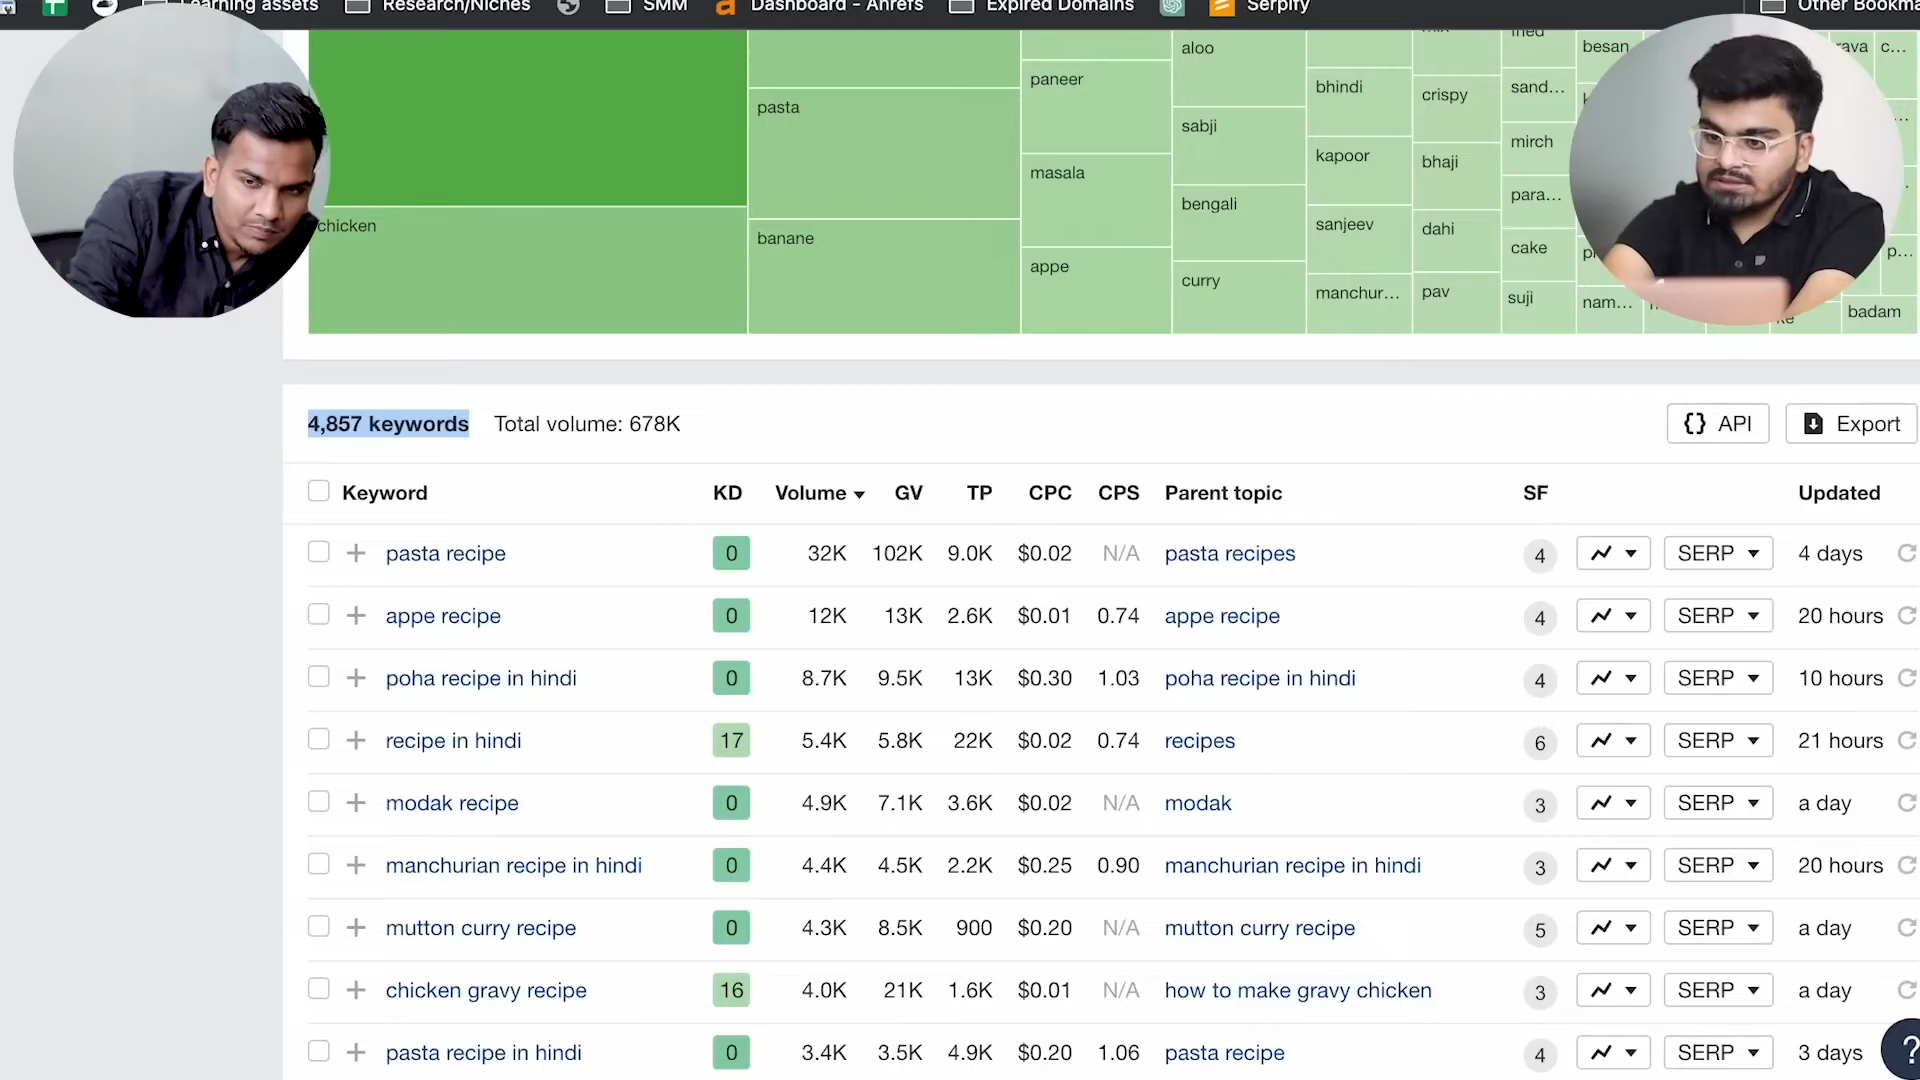 Learning assets Research/Niches SMM Dashboard - Ahrefs Expired Domains Serpify Other Bookma
aloo
besan
rava c...
paneer
bhindi
crispy
sand...
pasta
sabji
kapoor
bhaji
mirch
masala
bengali
sanjeev
dahi
para...
chicken
banane
appe
curry
manchur...
pav
cake
suji
nam...
p...
badam
4,857 keywords Total volume: 678K API Export
Keyword KD Volume GV TP CPC CPS Parent topic SF Updated
pasta recipe 0 32K 102K 9.0K $0.02 N/A pasta recipes 4 SERP 4 days
appe recipe 0 12K 13K 2.6K $0.01 0.74 appe recipe 4 SERP 20 hours
poha recipe in hindi 0 8.7K 9.5K 13K $0.30 1.03 poha recipe in hindi 4 SERP 10 hours
recipe in hindi 17 5.4K 5.8K 22K $0.02 0.74 recipes 6 SERP 21 hours
modak recipe 0 4.9K 7.1K 3.6K $0.02 N/A modak 3 SERP a day
manchurian recipe in hindi 0 4.4K 4.5K 2.2K $0.25 0.90 manchurian recipe in hindi 3 SERP 20 hours
mutton curry recipe 0 4.3K 8.5K 900 $0.20 N/A mutton curry recipe 5 SERP a day
chicken gravy recipe 16 4.0K 21K 1.6K $0.01 N/A how to make gravy chicken 3 SERP a day
pasta recipe in hindi 0 3.4K 3.5K 4.9K $0.20 1.06 pasta recipe 4 SERP 3 days
?